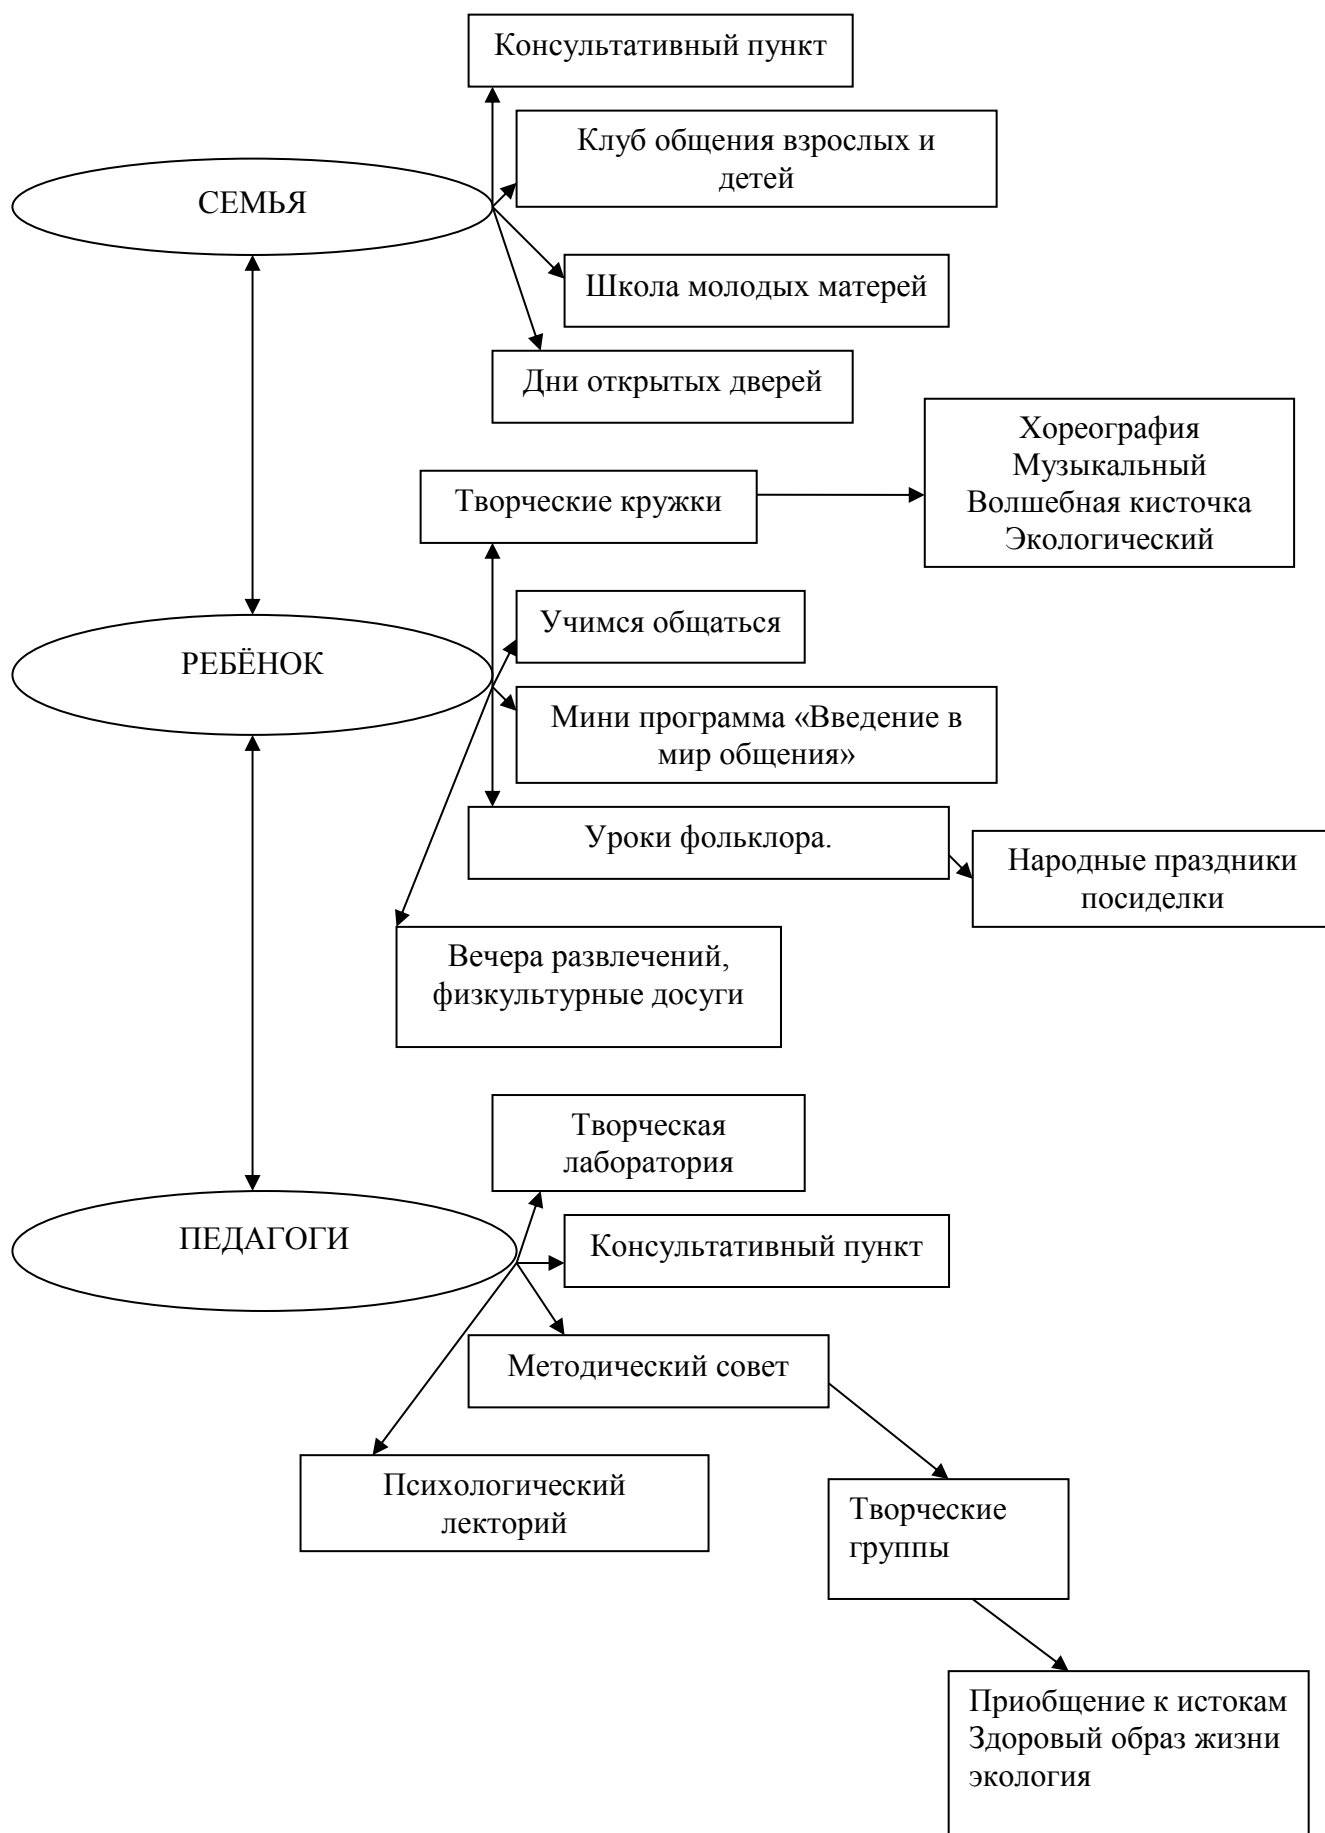 Консультативный пункт
Клуб общения взрослых и
детей
СЕМЬЯ
Школа молодых матерей
Дни открытых дверей
Хореография
Музыкальный
Волшебная кисточка
Экологический
Творческие кружки
Учимся общаться
РЕБЁНОК
Мини программа «Введение в
мир общения»
Уроки фольклора.
Народные праздники
посиделки
Вечера развлечений,
физкультурные досуги
Творческая
лаборатория
ПЕДАГОГИ
Консультативный пункт
Методический совет
Психологический
лекторий
Творческие
группы
Приобщение к истокам
Здоровый образ жизни
экология